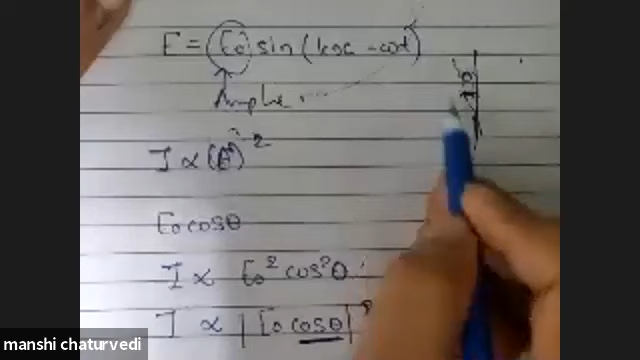 E = E₀ sin (kx - ωt)
Ample
I ∝ (E)²
E₀ cosθ
I ∝ E₀² cos²θ
I ∝ |E₀ cosθ|²
manshi chaturvedi